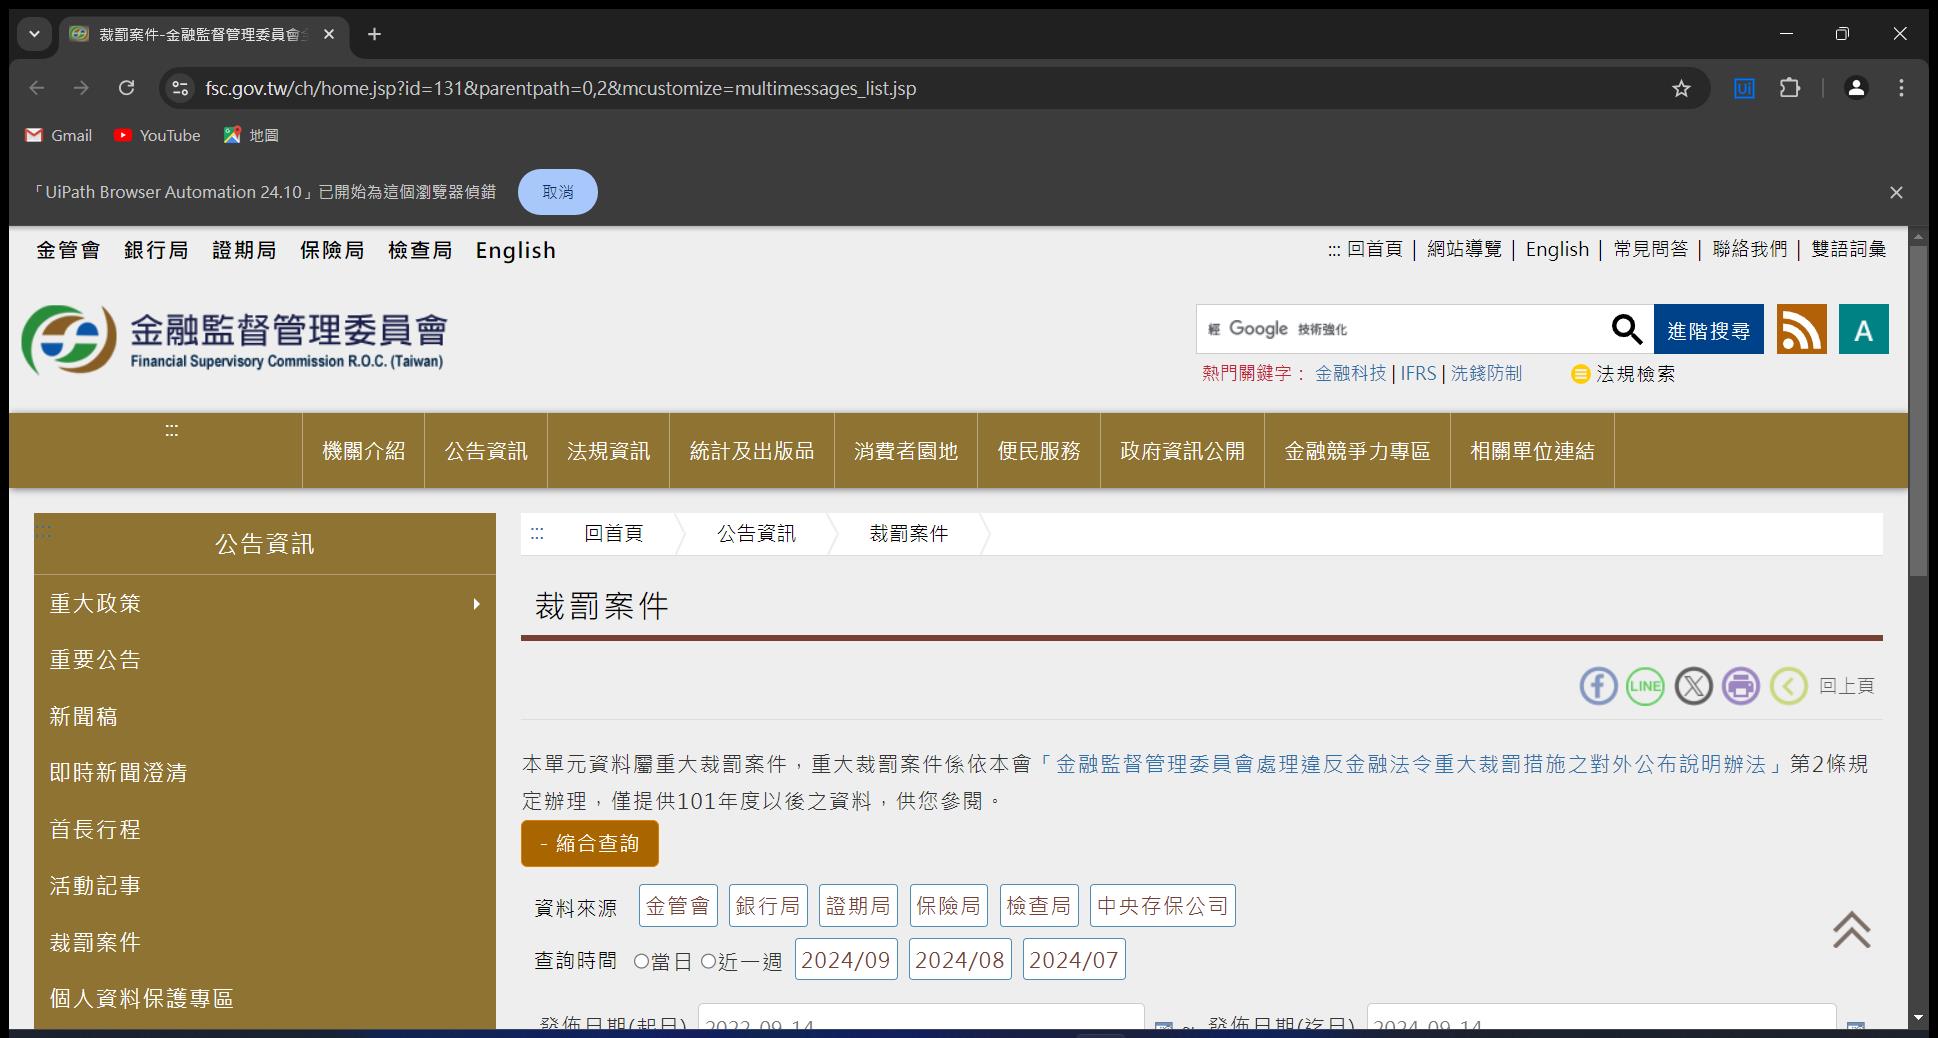 裁罰案件-金融監督管理委員會
fsc.gov.tw/ch/home.jsp?id=131&parentpath=0,2&mcustomize=multimessages_list.jsp
Gmail YouTube 地圖
「UiPath Browser Automation 24.10」已開始為這個瀏覽器偵錯 取消
金管會 銀行局 證期局 保險局 檢查局 English
::: 回首頁 | 網站導覽 | English | 常見問答 | 聯絡我們 | 雙語詞彙
金融監督管理委員會
Financial Supervisory Commission R.O.C. (Taiwan)
經 Google 技術強化 進階搜尋 A
熱門關鍵字： 金融科技 | IFRS | 洗錢防制 法規檢索
:::
機關介紹 公告資訊 法規資訊 統計及出版品 消費者園地 便民服務 政府資訊公開 金融競爭力專區 相關單位連結
:::
公告資訊
重大政策
重要公告
新聞稿
即時新聞澄清
首長行程
活動記事
裁罰案件
個人資料保護專區
::: 回首頁 公告資訊 裁罰案件
裁罰案件
LINE 回上頁
本單元資料屬重大裁罰案件，重大裁罰案件係依本會「金融監督管理委員會處理違反金融法令重大裁罰措施之對外公布說明辦法」第2條規
定辦理，僅提供101年度以後之資料，供您參閱。
- 縮合查詢
資料來源 金管會 銀行局 證期局 保險局 檢查局 中央存保公司
查詢時間 當日 近一週 2024/09 2024/08 2024/07
發佈日期(起日) 2022-09-14 ~ 發佈日期(迄日) 2024-09-14